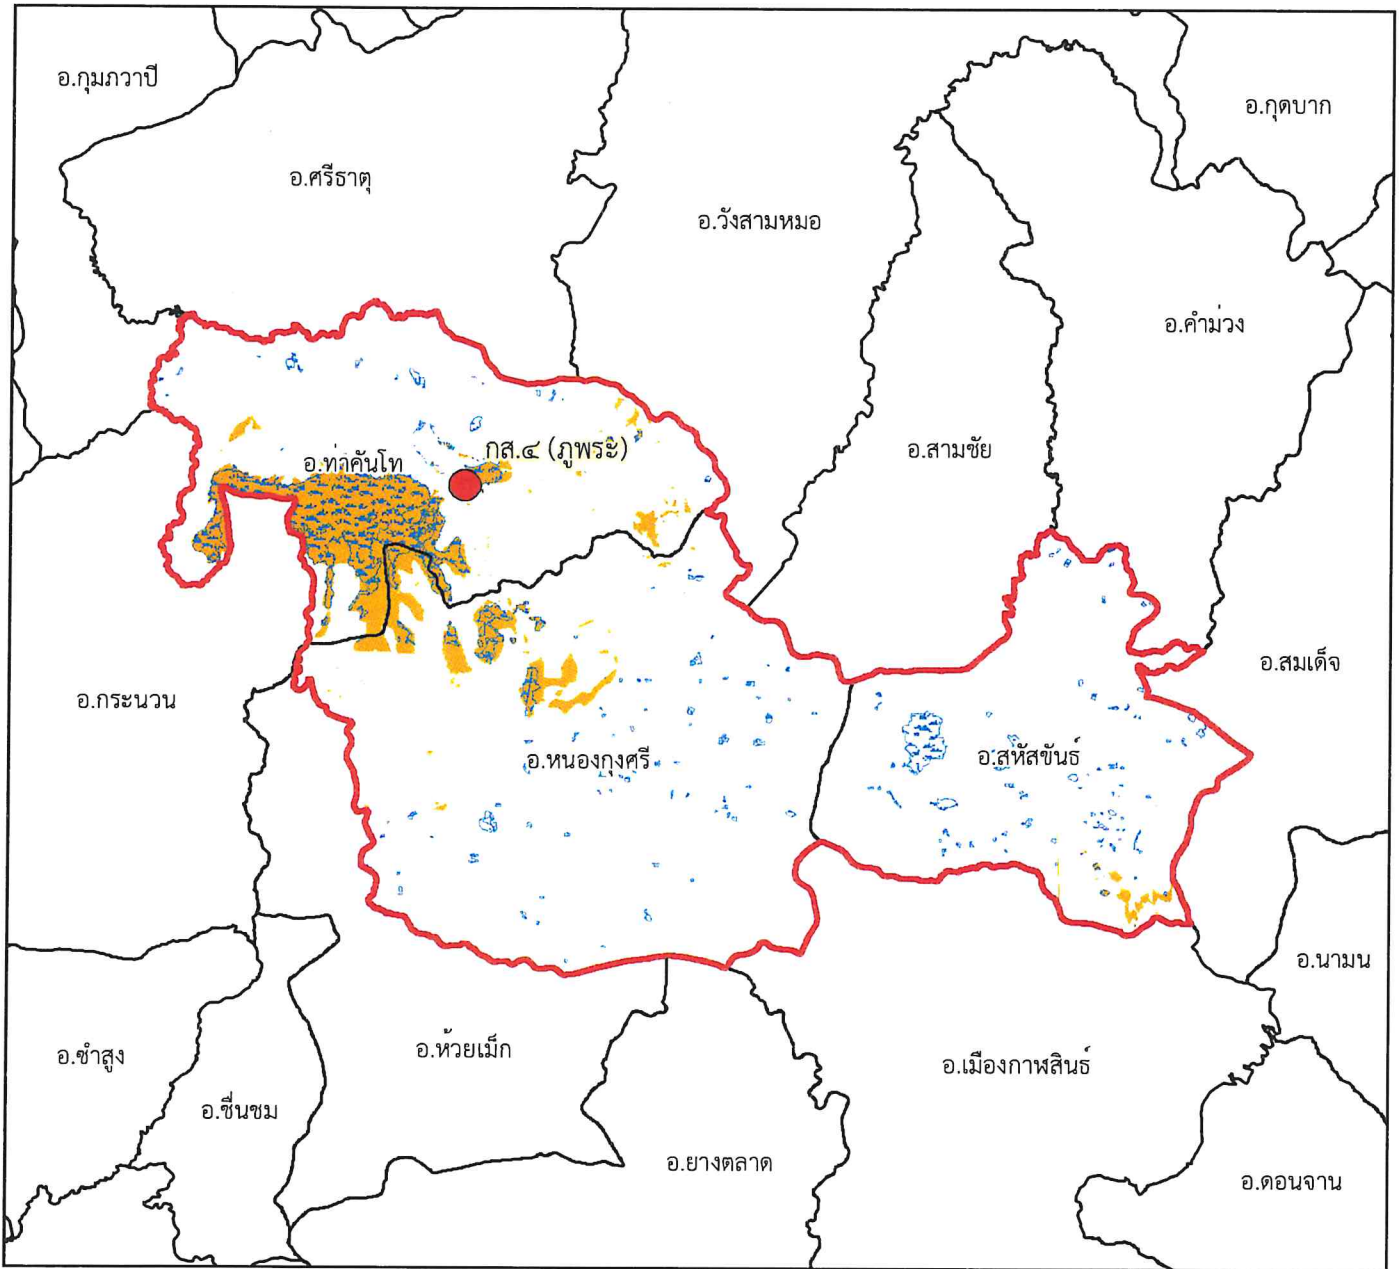 อ.กุมภวาปี
อ.กุดบาก
อ.ศรีธาตุ
อ.วังสามหมอ
อ.คำม่วง
อ.สามชัย
กส.๔ (ภูพระ)
อ.ท่าคันโท
อ.สมเด็จ
อ.กระนวน
อ.หนองกุงศรี
อ.สหัสขันธ์
อ.นามน
อ.ซำสูง
อ.ห้วยเม็ก
อ.เมืองกาฬสินธุ์
อ.ชื่นชม
อ.ยางตลาด
อ.ดอนจาน